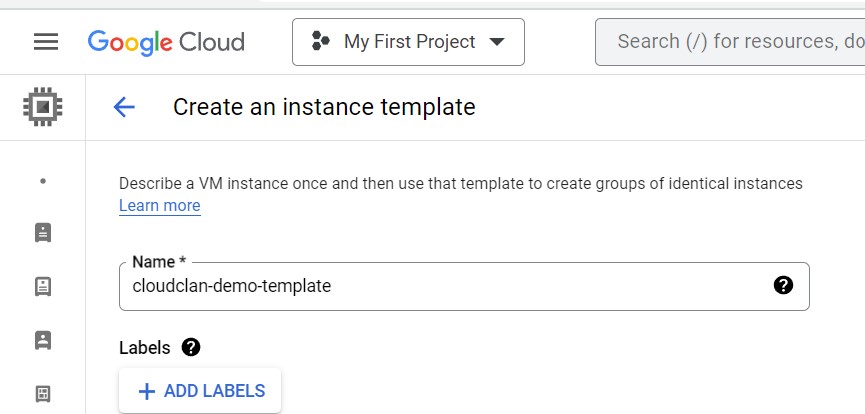 Google Cloud
My First Project
Search (/) for resources, do
Create an instance template
Describe a VM instance once and then use that template to create groups of identical instances
Learn more
Name *
cloudclan-demo-template
Labels
ADD LABELS